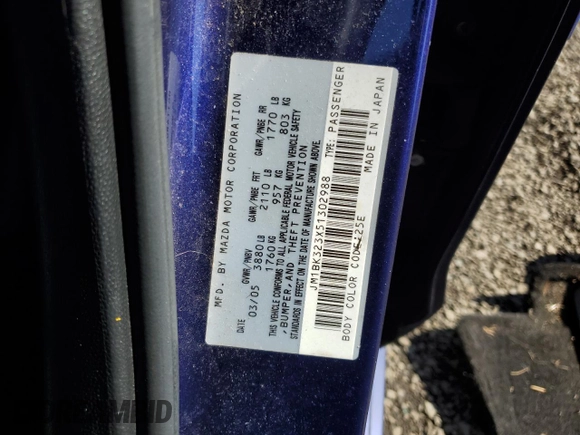 MFD. BY MAZDA MOTOR CORPORATION
DATE GVWR/PNBV GAWR/PNBE FRT GAWR/PNBE RR
03/05 3880 LB 2110 LB 1770 LB
1760 KG 957 KG 803 KG
THIS VEHICLE CONFORMS TO ALL APPLICABLE FEDERAL MOTOR VEHICLE SAFETY
,BUMPER, AND THEFT PREVENTION
STANDARDS IN EFFECT ON THE DATE OF MANUFACTURE SHOWN ABOVE.
JM1BK323X51302988 TYPE: PASSENGER
BODY COLOR CODE:25E MADE IN JAPAN